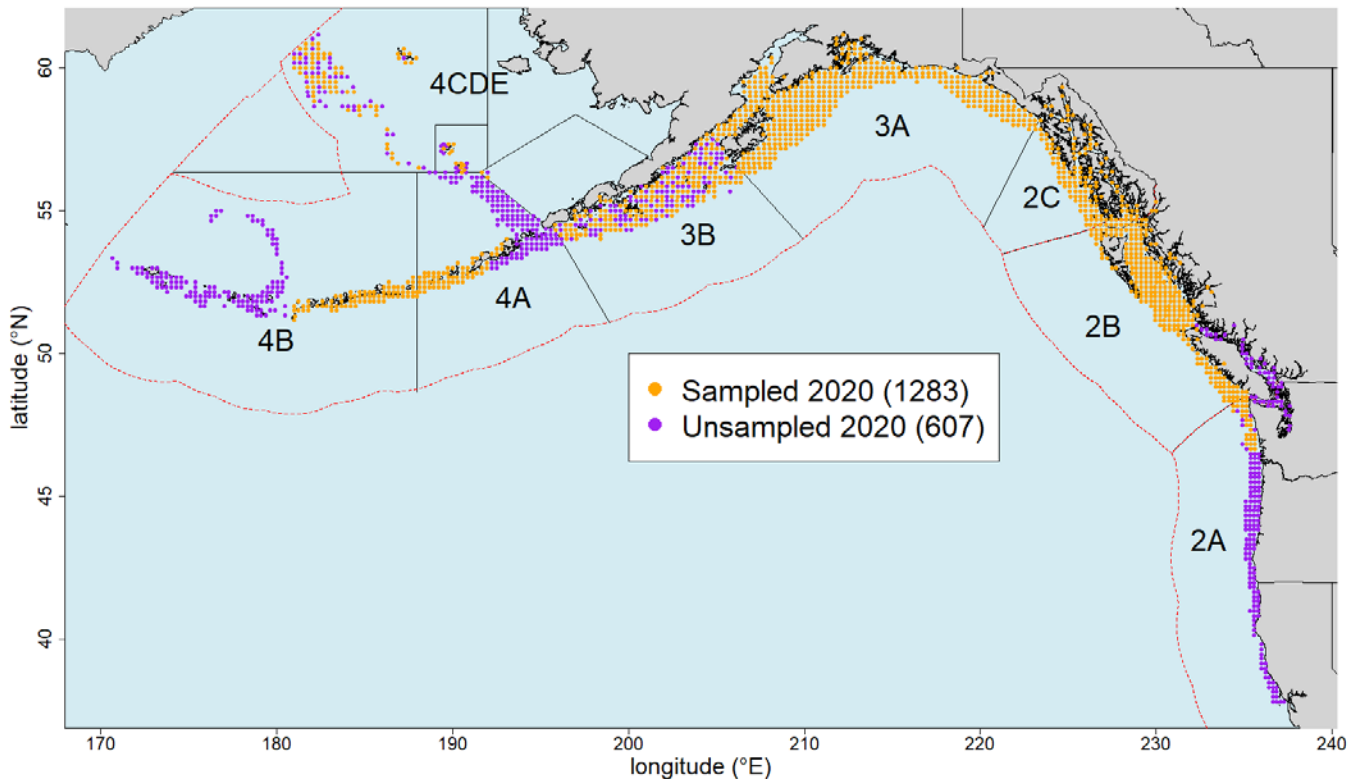 60
4CDE
3A
55
2C
3B
4A
2B
4B
50
Sampled 2020 (1283)
Unsampled 2020 (607)
45
2A
40
latitude (°N)
170
180
190
200
210
220
230
240
longitude (°E)